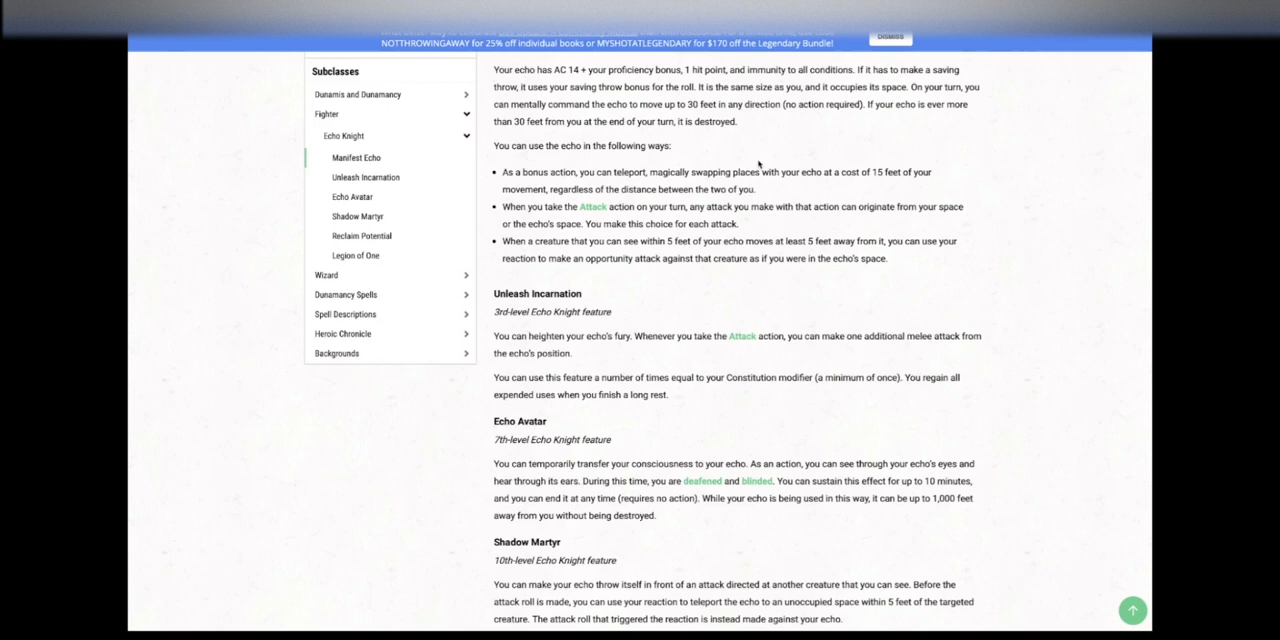 NOTTHROWINGAWAY for 25% off individual books or MYSHOTATLEGENDARY for $170 off the Legendary Bundle!
DISMISS
Subclasses
Dunamis and Dunamancy
Fighter
Echo Knight
Manifest Echo
Unleash Incarnation
Echo Avatar
Shadow Martyr
Reclaim Potential
Legion of One
Wizard
Dunamancy Spells
Spell Descriptions
Heroic Chronicle
Backgrounds
Your echo has AC 14 + your proficiency bonus, 1 hit point, and immunity to all conditions. If it has to make a saving
throw, it uses your saving throw bonus for the roll. It is the same size as you, and it occupies its space. On your turn, you
can mentally command the echo to move up to 30 feet in any direction (no action required). If your echo is ever more
than 30 feet from you at the end of your turn, it is destroyed.
You can use the echo in the following ways:
• As a bonus action, you can teleport, magically swapping places with your echo at a cost of 15 feet of your
movement, regardless of the distance between the two of you.
• When you take the Attack action on your turn, any attack you make with that action can originate from your space
or the echo's space. You make this choice for each attack.
• When a creature that you can see within 5 feet of your echo moves at least 5 feet away from it, you can use your
reaction to make an opportunity attack against that creature as if you were in the echo's space.
Unleash Incarnation
3rd-level Echo Knight feature
You can heighten your echo's fury. Whenever you take the Attack action, you can make one additional melee attack from
the echo's position.
You can use this feature a number of times equal to your Constitution modifier (a minimum of once). You regain all
expended uses when you finish a long rest.
Echo Avatar
7th-level Echo Knight feature
You can temporarily transfer your consciousness to your echo. As an action, you can see through your echo's eyes and
hear through its ears. During this time, you are deafened and blinded. You can sustain this effect for up to 10 minutes,
and you can end it at any time (requires no action). While your echo is being used in this way, it can be up to 1,000 feet
away from you without being destroyed.
Shadow Martyr
10th-level Echo Knight feature
You can make your echo throw itself in front of an attack directed at another creature that you can see. Before the
attack roll is made, you can use your reaction to teleport the echo to an unoccupied space within 5 feet of the targeted
creature. The attack roll that triggered the reaction is instead made against your echo.